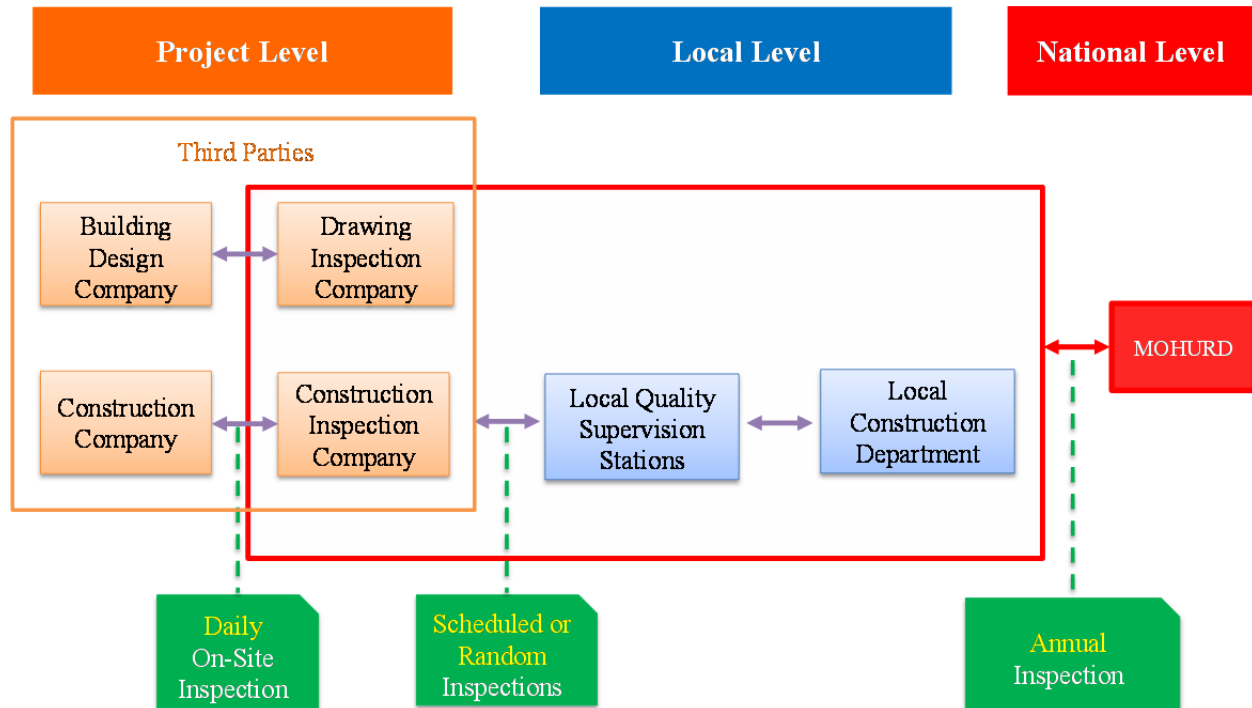 Project Level
Local Level
National Level
Third Parties
Building
Design
Company
Drawing
Inspection
Company
Construction
Company
Construction
Inspection
Company
Local Quality
Supervision
Stations
Local
Construction
Department
MOHURD
Daily
On-Site
Inspection
Scheduled or
Random
Inspections
Annual
Inspection